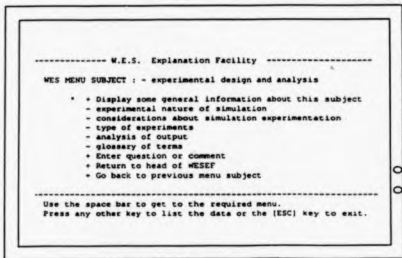 -------------- W.E.S. Explanation Facility --------------------
WES MENU SUBJECT : - experimental design and analysis
* + Display some general information about this subject
- experimental nature of simulation
- considerations about simulation experimentation
- type of experiments
- analysis of output
- glossary of terms
+ Enter question or comment
+ Return to head of WESEF
+ Go back to previous menu subject
----------------------------------------------------------------
Use the space bar to get to the required menu.
Press any other key to list the data or the [ESC] key to exit.